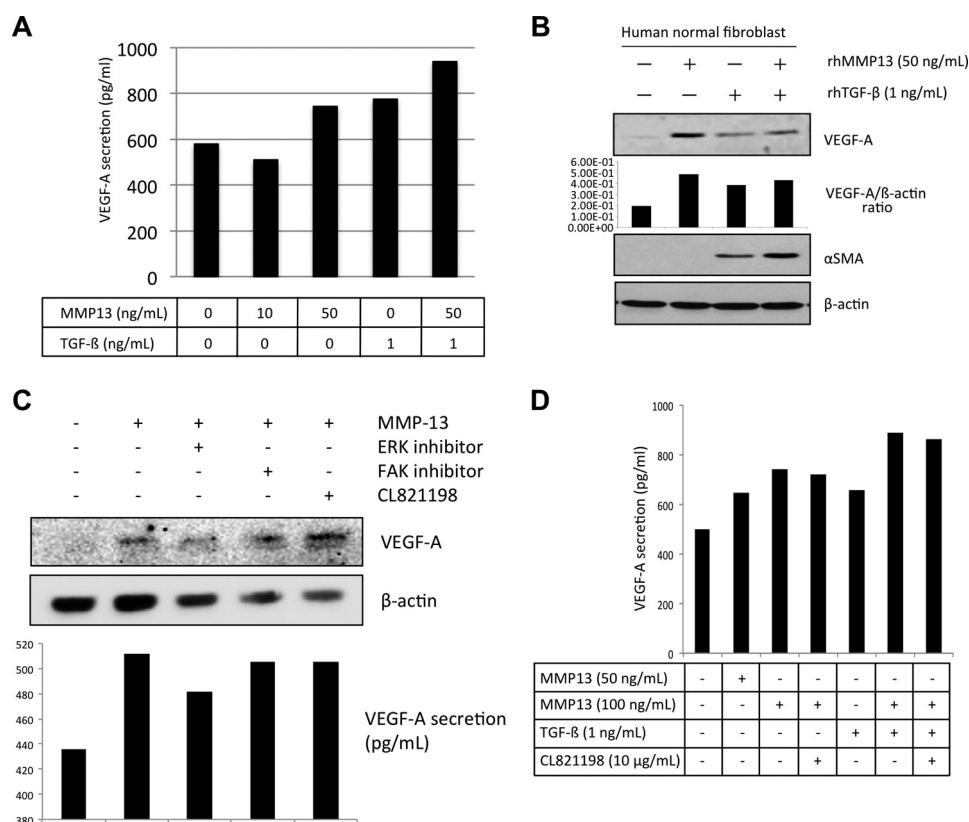 A
VEGF-A secretion (pg/ml)
1000
800
600
400
200
0
MMP13 (ng/mL) 0 10 50 0 50
TGF-ß (ng/mL) 0 0 0 1 1
B
Human normal fibroblast
— + — + rhMMP13 (50 ng/mL)
— — + + rhTGF-β (1 ng/mL)
VEGF-A
6.00E-01
5.00E-01
4.00E-01
3.00E-01
2.00E-01
1.00E-01
0.00E+00
VEGF-A/ß-actin
ratio
αSMA
β-actin
C
- + + + + MMP-13
- - + - - ERK inhibitor
- - - + - FAK inhibitor
- - - - + CL821198
VEGF-A
β-actin
520
500
480
460
440
420
400
380
VEGF-A secretion
(pg/mL)
D
VEGF-A secretion (pg/ml)
1000
800
600
400
200
0
MMP13 (50 ng/mL) - + - - - - -
MMP13 (100 ng/mL) - - + + - + +
TGF-ß (1 ng/mL) - - - - + + +
CL821198 (10 µg/mL) - - - + - - +